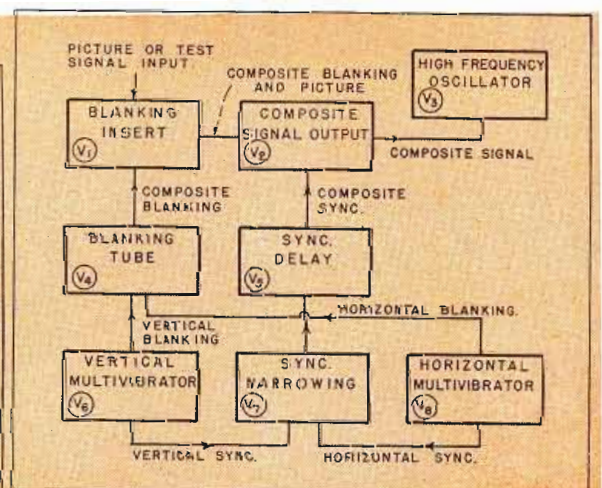 PICTURE OR TEST
SIGNAL INPUT
COMPOSITE BLANKING
AND PICTURE
HIGH FREQUENCY
OSCILLATOR
V3
BLANKING
INSERT
V1
COMPOSITE
SIGNAL OUTPUT
V2
COMPOSITE SIGNAL
COMPOSITE
BLANKING
COMPOSITE
SYNC.
BLANKING
TUBE
V4
SYNC.
DELAY
V5
HORIZONTAL BLANKING.
VERTICAL
BLANKING
VERTICAL
MULTIVIBRATOR
V6
SYNC.
NARROWING
V7
HORIZONTAL
MULTIVIBRATOR
V8
VERTICAL SYNC.
HORIZONTAL SYNC.